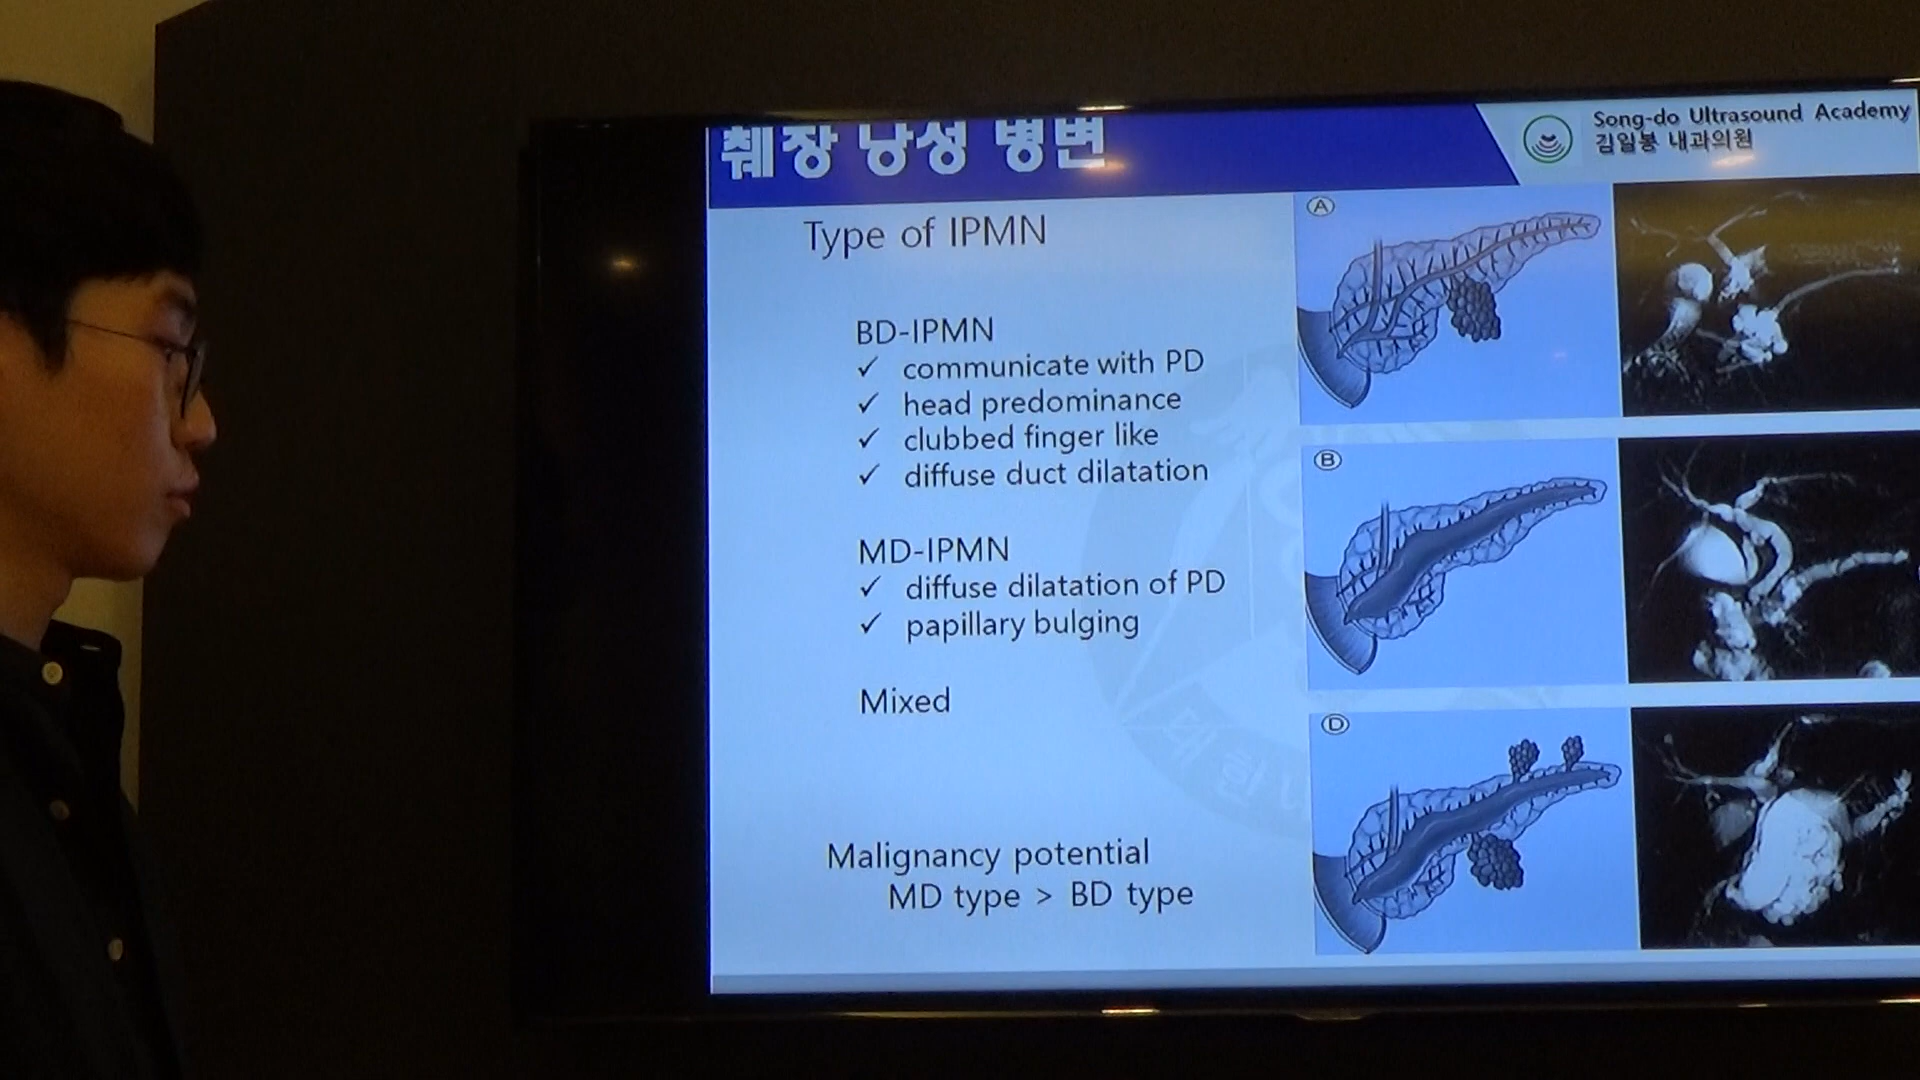 췌장 낭성 병변
Song-do Ultrasound Academy
김일봉 내과의원
Type of IPMN
BD-IPMN
✓ communicate with PD
✓ head predominance
✓ clubbed finger like
✓ diffuse duct dilatation
MD-IPMN
✓ diffuse dilatation of PD
✓ papillary bulging
Mixed
Malignancy potential
MD type > BD type
A
B
D
대한